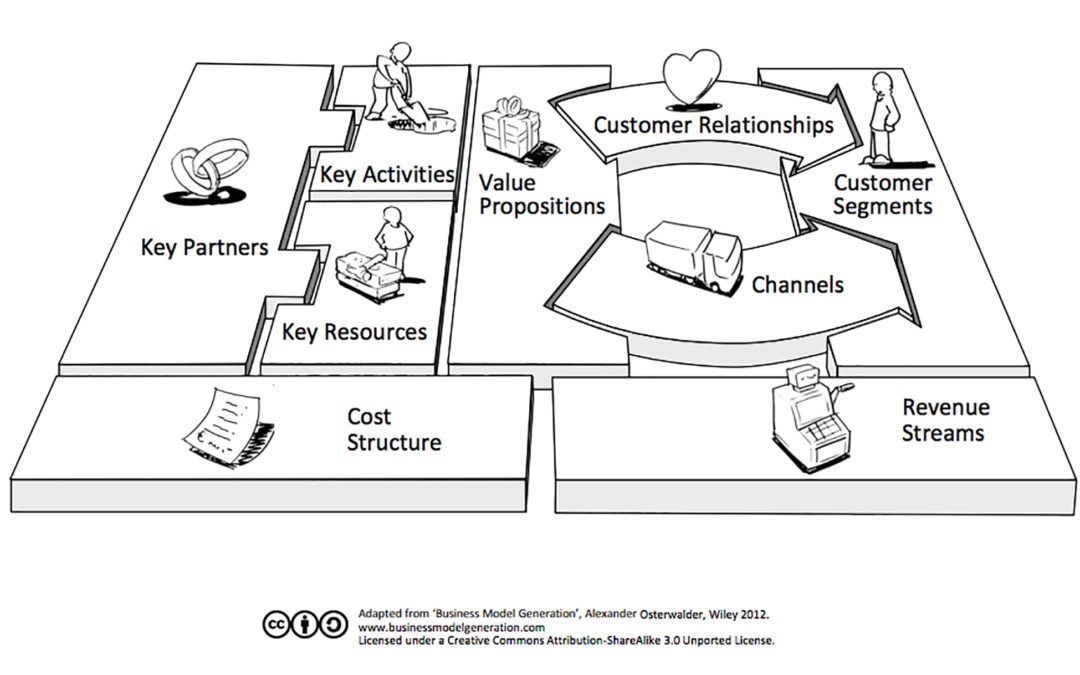 Customer Relationships
Key Activities
Value
Propositions
Customer
Segments
Key Partners
Channels
Key Resources
Cost
Structure
Revenue
Streams
cc
Adapted from 'Business Model Generation', Alexander Osterwalder, Wiley 2012.
www.businessmodelgeneration.com
Licensed under a Creative Commons Attribution-ShareAlike 3.0 Unported License.